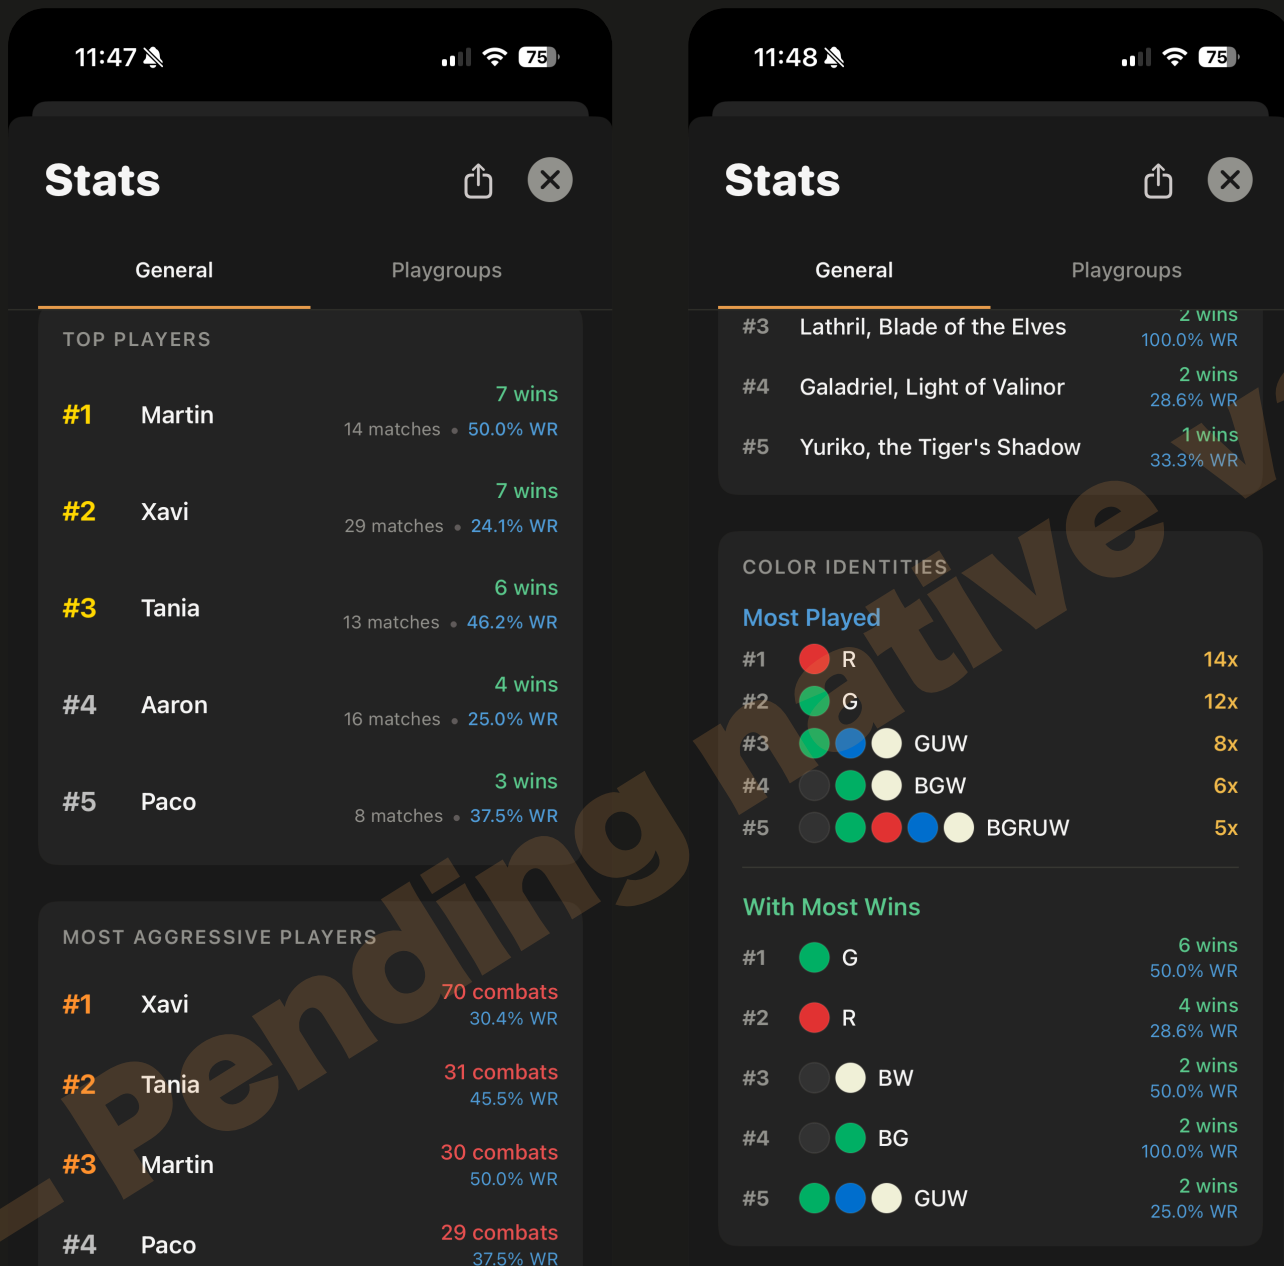 11:47
75
Stats
General
Playgroups
TOP PLAYERS
#1 Martin 7 wins
14 matches • 50.0% WR
#2 Xavi 7 wins
29 matches • 24.1% WR
#3 Tania 6 wins
13 matches • 46.2% WR
#4 Aaron 4 wins
16 matches • 25.0% WR
#5 Paco 3 wins
8 matches • 37.5% WR
MOST AGGRESSIVE PLAYERS
#1 Xavi 70 combats
30.4% WR
#2 Tania 31 combats
45.5% WR
#3 Martin 30 combats
50.0% WR
#4 Paco 29 combats
37.5% WR
11:48
75
Stats
General
Playgroups
#3 Lathril, Blade of the Elves 2 wins
100.0% WR
#4 Galadriel, Light of Valinor 2 wins
28.6% WR
#5 Yuriko, the Tiger's Shadow 1 wins
33.3% WR
COLOR IDENTITIES
Most Played
#1 R 14x
#2 G 12x
#3 GUW 8x
#4 BGW 6x
#5 BGRUW 5x
With Most Wins
#1 G 6 wins
50.0% WR
#2 R 4 wins
28.6% WR
#3 BW 2 wins
50.0% WR
#4 BG 2 wins
100.0% WR
#5 GUW 2 wins
25.0% WR
– Pending native